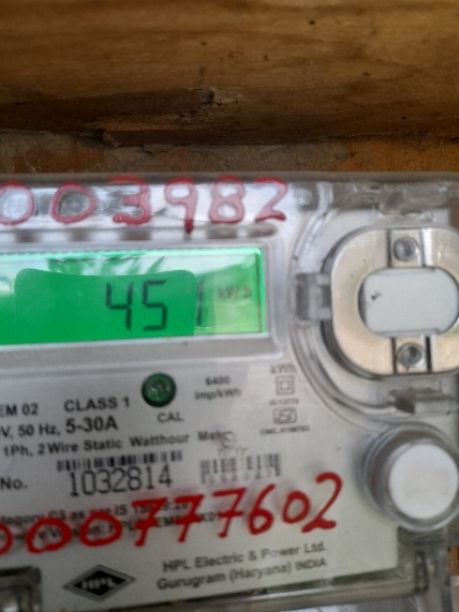 003982
451 kWh
EM 02 CLASS 1
V, 50 Hz, 5-30A CAL 6400 imp/kWh kWh
1Ph, 2 Wire Static Watthour
No. 1032814
000777602
HPL Electric & Power Ltd.
HPL Gurugram (Haryana) INDIA